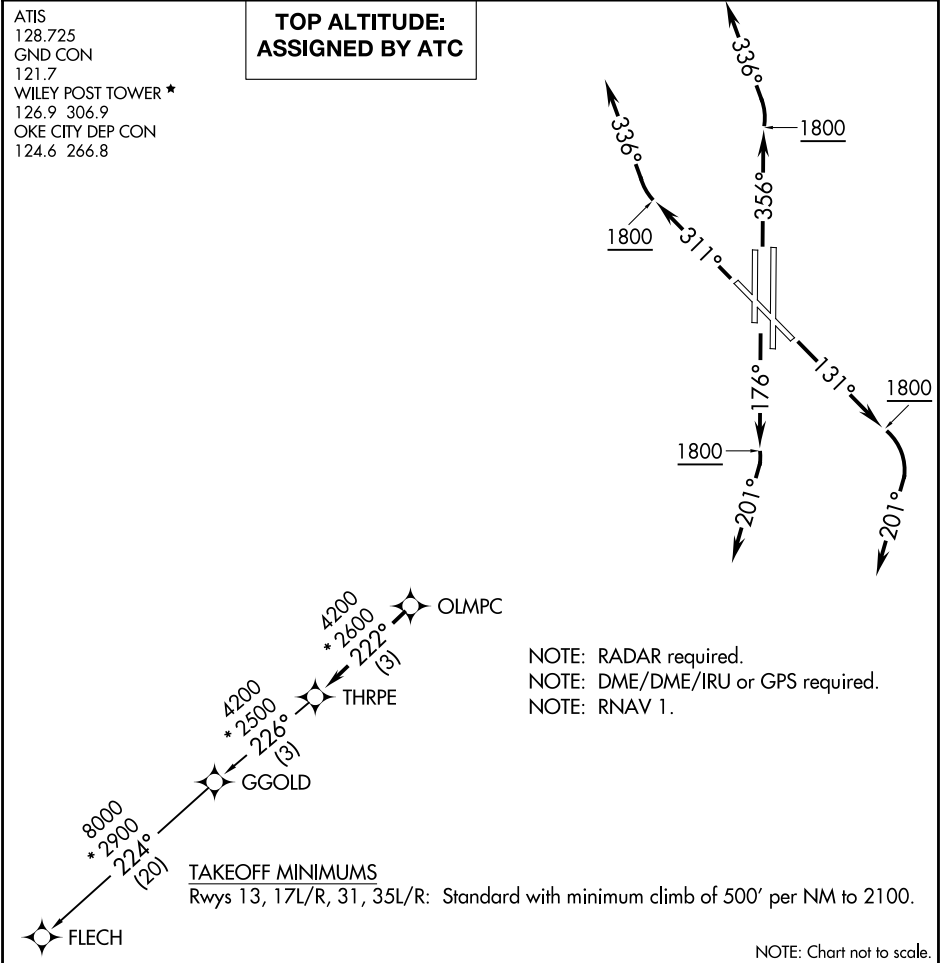 ATIS
128.725
GND CON
121.7
WILEY POST TOWER ★
126.9 306.9
OKE CITY DEP CON
124.6 266.8
TOP ALTITUDE:
ASSIGNED BY ATC
336°
1800
356°
336°
1800
311°
176°
1800
201°
131°
1800
201°
OLMPC
4200
* 2600
222°
(3)
THRPE
4200
* 2500
226°
(3)
GGOLD
8000
* 2900
224°
(20)
FLECH
NOTE: RADAR required.
NOTE: DME/DME/IRU or GPS required.
NOTE: RNAV 1.
TAKEOFF MINIMUMS
Rwys 13, 17L/R, 31, 35L/R: Standard with minimum climb of 500' per NM to 2100.
NOTE: Chart not to scale.